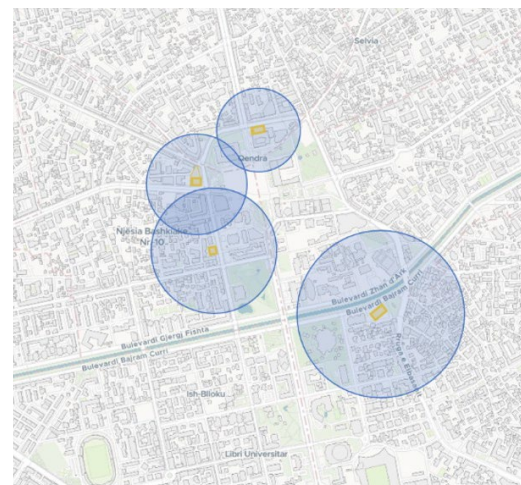 Selvia
Qendra
Njësia Bashkiake
Nr. 10
Bulevardi Zhan d'Ark
Bulevardi Bajram Curri
Rruga e Elbasanit
Bulevardi Gjergj Fishta
Bulevardi Bajram Curri
Ish-Blloku
Libri Universitar